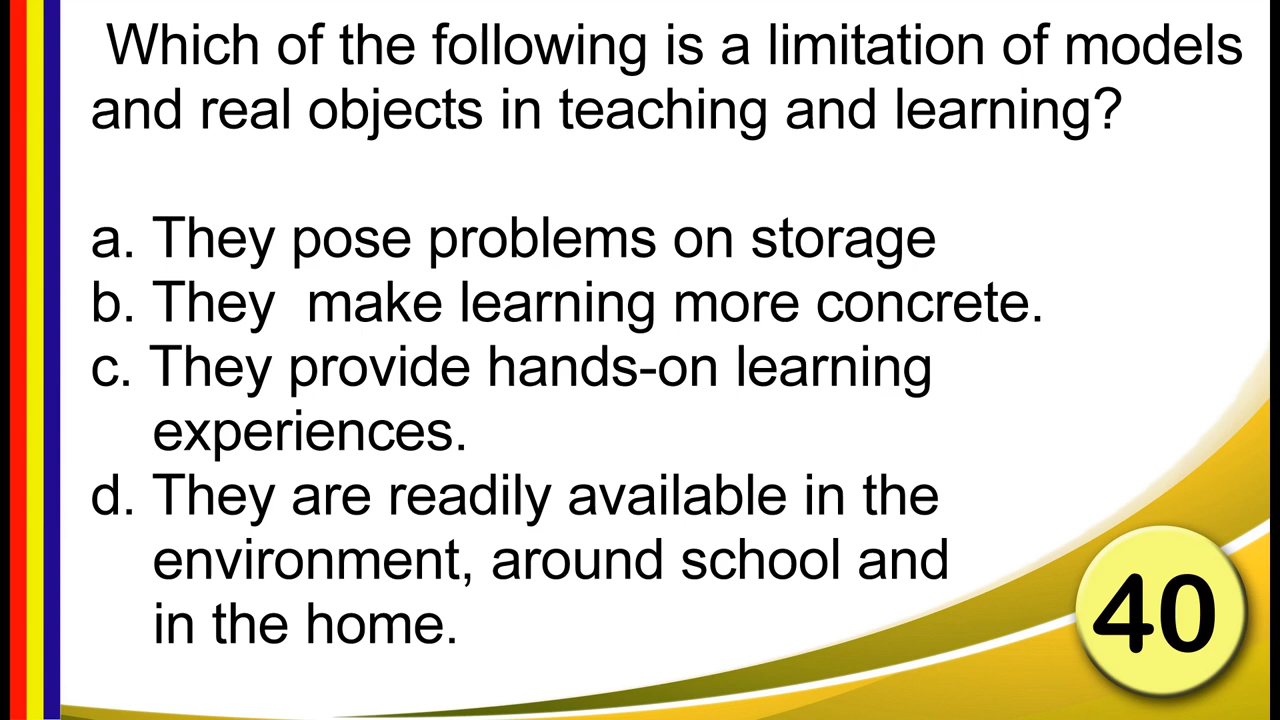 Which of the following is a limitation of models
and real objects in teaching and learning?
a. They pose problems on storage
b. They  make learning more concrete.
c. They provide hands-on learning
experiences.
d. They are readily available in the
environment, around school and
in the home.
40